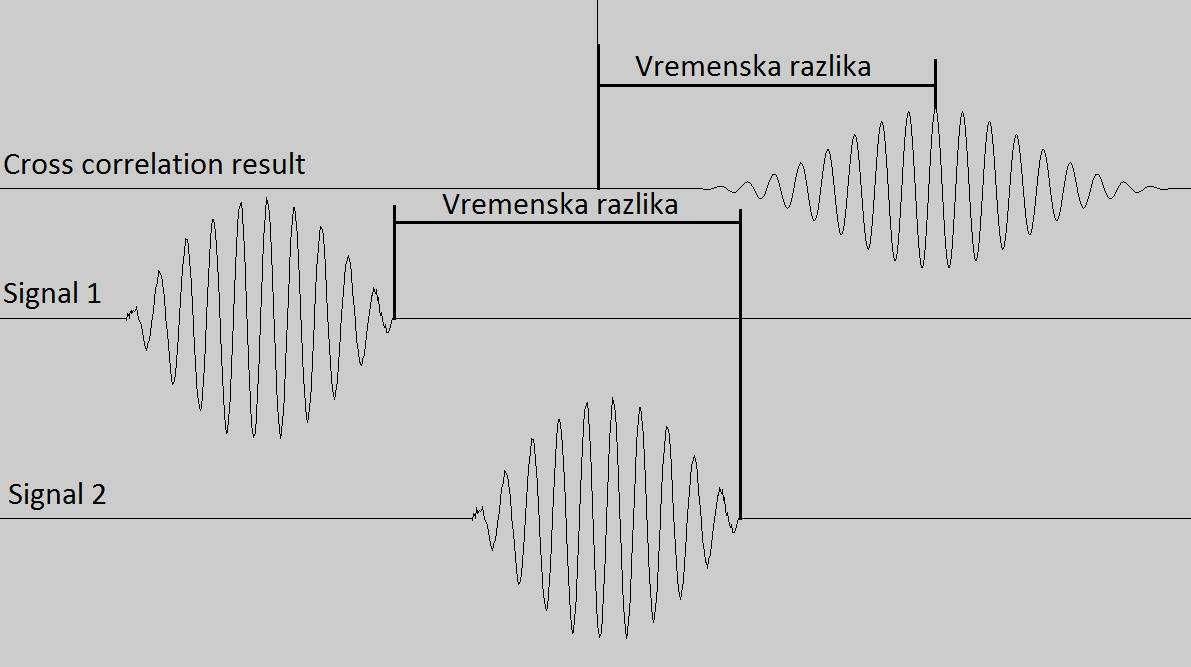 Vremenska razlika
Cross correlation result
Vremenska razlika
Signal 1
Signal 2